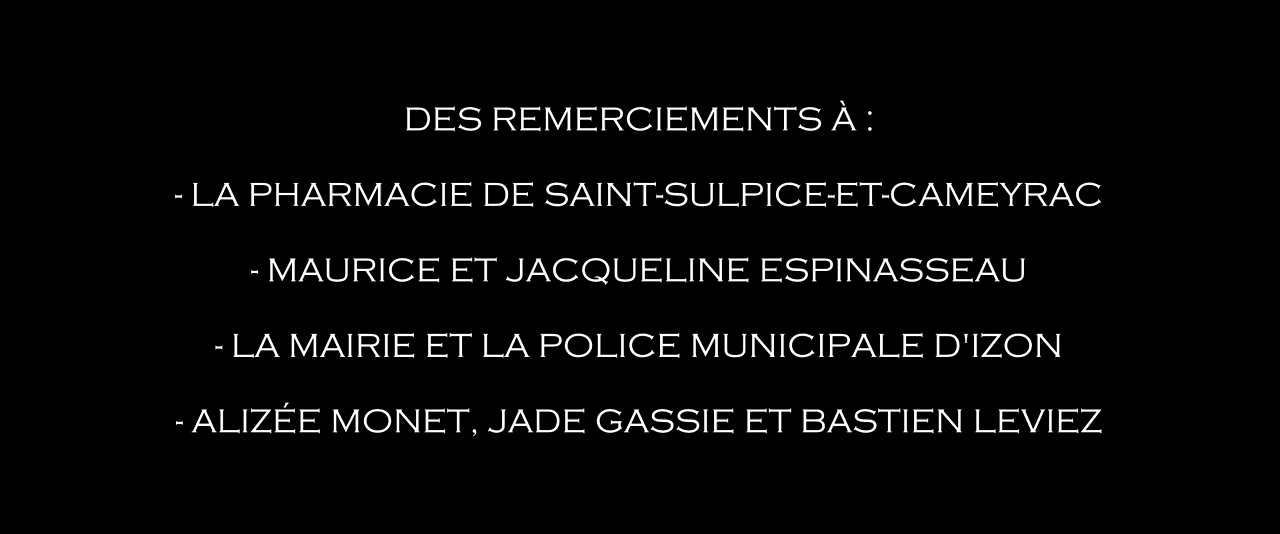 DES REMERCIEMENTS À :
- LA PHARMACIE DE SAINT-SULPICE-ET-CAMEYRAC
- MAURICE ET JACQUELINE ESPINASSEAU
- LA MAIRIE ET LA POLICE MUNICIPALE D'IZON
- ALIZÉE MONET, JADE GASSIE ET BASTIEN LEVIEZ